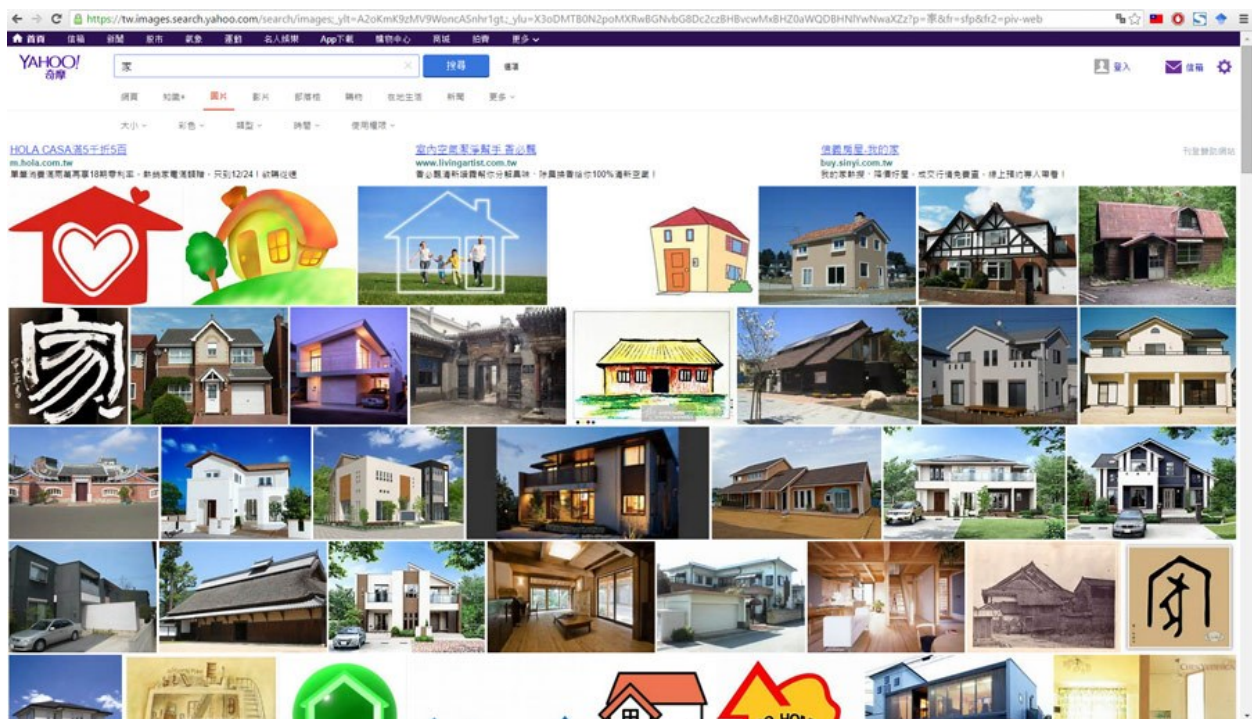 https://tw.images.search.yahoo.com/search/images;_ylt=A2oKmK9zMV9WoncASnhr1gt.;_ylu=X3oDMTB0N2poMXRwBGNvbG8Dc2czBHBvcwMxBHZ0aWQDBHNlYwNwaXZz?p=家&fr=sfp&fr2=piv-web
首頁 信箱 新聞 股市 氣象 運動 名人娛樂 App下載 購物中心 商城 拍賣 更多
YAHOO!
奇摩
家
搜尋
登入
信箱
網頁 知識+ 圖片 影片 部落格 購物 在地生活 新聞 更多
大小 彩色 類型 時間 使用權限
HOLA CASA滿5千折5百
m.hola.com.tw
室內空氣潔淨幫手 香必飄
www.livingartist.com.tw
信義房屋-我的家
buy.sinyi.com.tw
家